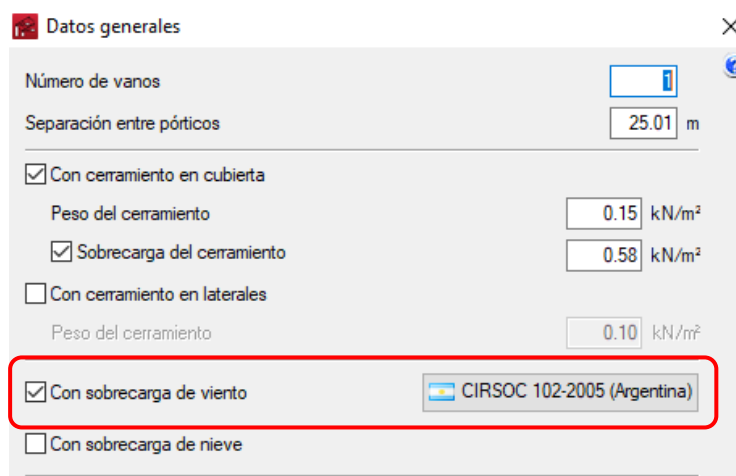 Datos generales
Número de vanos 1
Separación entre pórticos 25.01 m
Con cerramiento en cubierta
Peso del cerramiento 0.15 kN/m²
Sobrecarga del cerramiento 0.58 kN/m²
Con cerramiento en laterales
Peso del cerramiento 0.10 kN/m²
Con sobrecarga de viento CIRSOC 102-2005 (Argentina)
Con sobrecarga de nieve